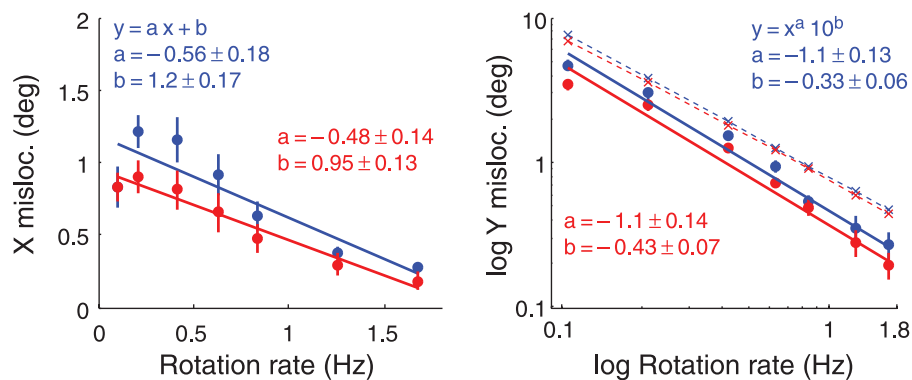 y = a x + b
a = −0.56 ± 0.18
b = 1.2 ± 0.17
a = −0.48 ± 0.14
b = 0.95 ± 0.13
X misloc. (deg)
2
1.5
1
0.5
0
0 0.5 1 1.5
Rotation rate (Hz)
y = xᵃ 10ᵇ
a = −1.1 ± 0.13
b = −0.33 ± 0.06
a = −1.1 ± 0.14
b = −0.43 ± 0.07
log Y misloc. (deg)
10
1
0.1
0.1 1 1.8
log Rotation rate (Hz)